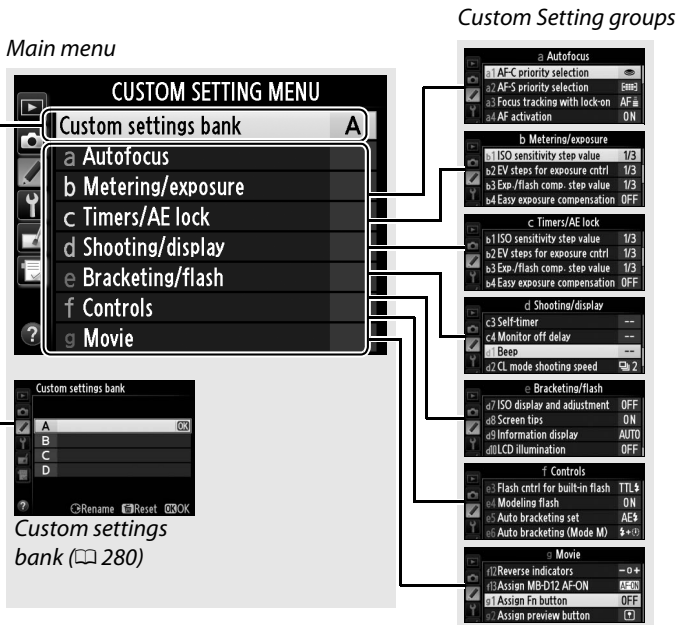 Custom Setting groups
Main menu
CUSTOM SETTING MENU
Custom settings bank A
a Autofocus
b Metering/exposure
c Timers/AE lock
d Shooting/display
e Bracketing/flash
f Controls
g Movie
?
Custom settings bank
A OK
B
C
D
?
Rename Reset OK OK
Custom settings
bank (280)
a Autofocus
a1 AF-C priority selection
a2 AF-S priority selection
a3 Focus tracking with lock-on AF
a4 AF activation ON
b Metering/exposure
b1 ISO sensitivity step value 1/3
b2 EV steps for exposure cntrl 1/3
b3 Exp./flash comp. step value 1/3
b4 Easy exposure compensation OFF
c Timers/AE lock
b1 ISO sensitivity step value 1/3
b2 EV steps for exposure cntrl 1/3
b3 Exp./flash comp. step value 1/3
b4 Easy exposure compensation OFF
d Shooting/display
c3 Self-timer --
c4 Monitor off delay --
d1 Beep --
d2 CL mode shooting speed 2
e Bracketing/flash
d7 ISO display and adjustment OFF
d8 Screen tips ON
d9 Information display AUTO
d10 LCD illumination OFF
f Controls
e3 Flash cntrl for built-in flash TTL
e4 Modeling flash ON
e5 Auto bracketing set AE
e6 Auto bracketing (Mode M)
g Movie
f12 Reverse indicators −0+
f13 Assign MB-D12 AF-ON AF-ON
g1 Assign Fn button OFF
g2 Assign preview button